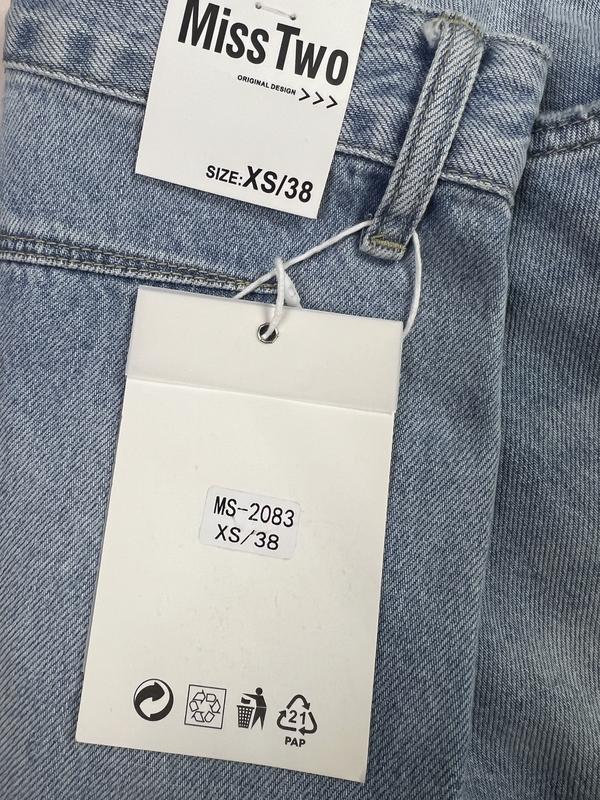 Miss Two
ORIGINAL DESIGN >>>
SIZE:XS/38
MS-2083
XS/38
21
PAP